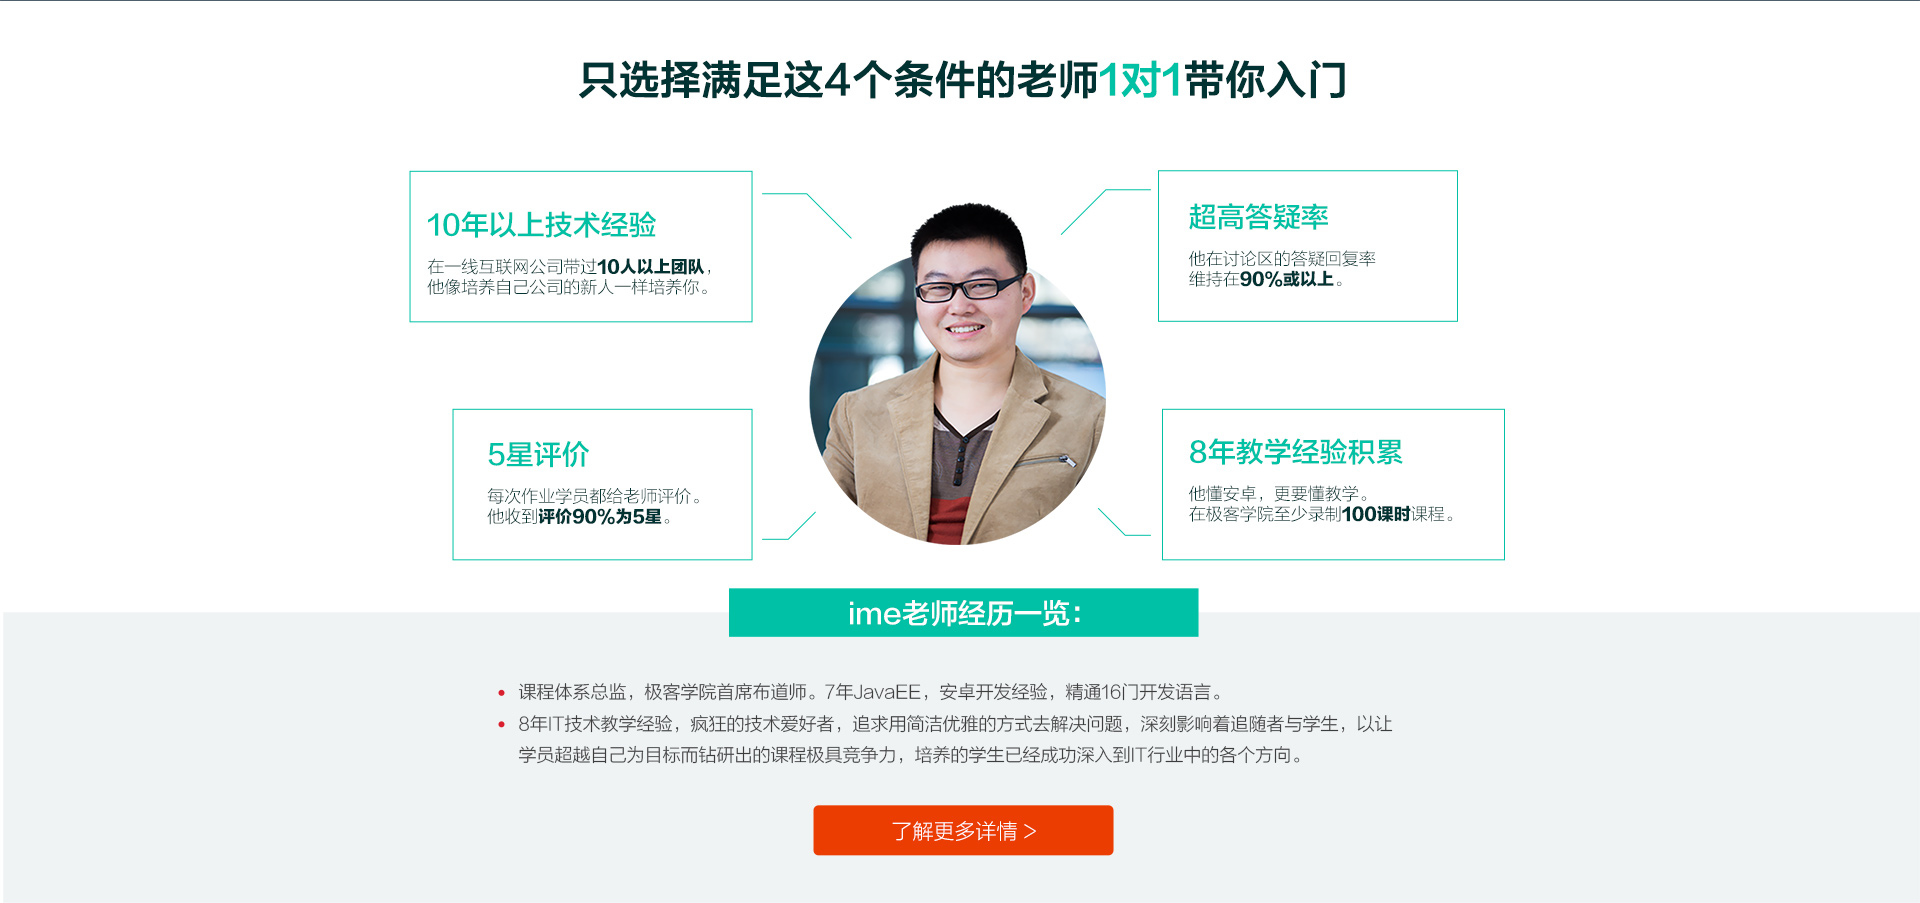 只选择满足这4个条件的老师1对1带你入门
10年以上技术经验
在一线互联网公司带过10人以上团队，
他像培养自己公司的新人一样培养你。
超高答疑率
他在讨论区的答疑回复率
维持在90%或以上。
5星评价
每次作业学员都给老师评价。
他收到评价90%为5星。
8年教学经验积累
他懂安卓，更要懂教学。
在极客学院至少录制100课时课程。
ime老师经历一览：
• 课程体系总监，极客学院首席布道师。7年JavaEE，安卓开发经验，精通16门开发语言。
• 8年IT技术教学经验，疯狂的技术爱好者，追求用简洁优雅的方式去解决问题，深刻影响着追随者与学生，以让
学员超越自己为目标而钻研出的课程极具竞争力，培养的学生已经成功深入到IT行业中的各个方向。
了解更多详情 >